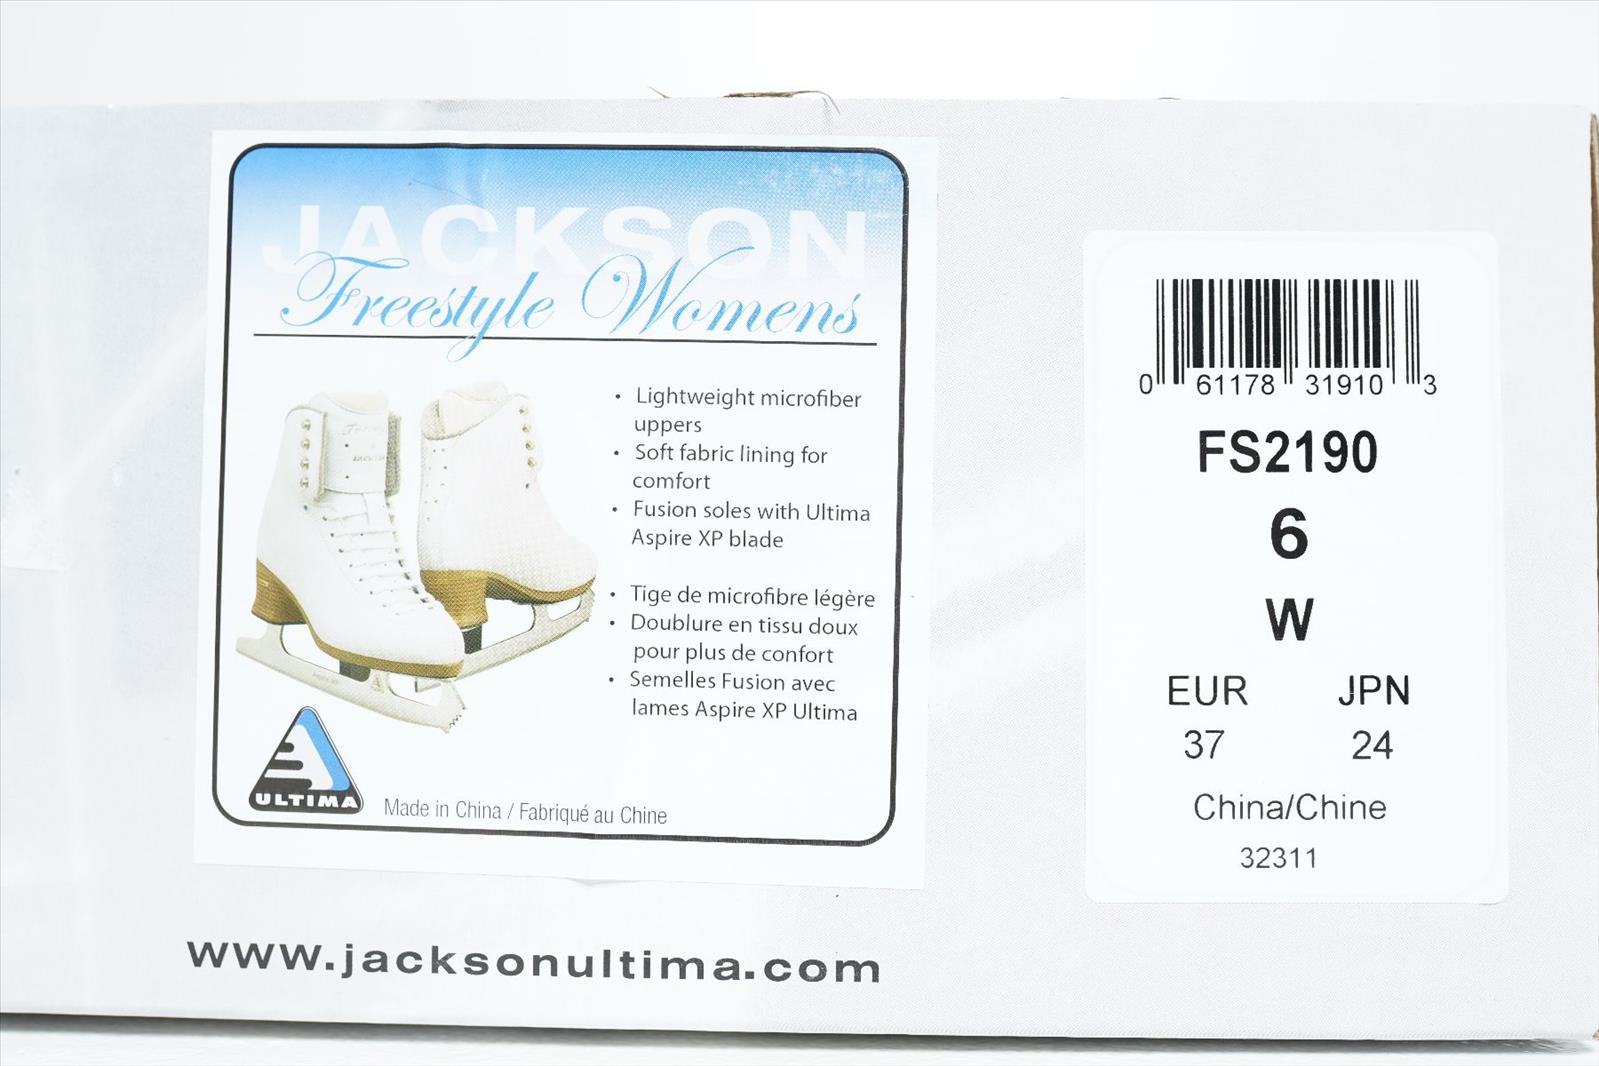 JACKSON
Freestyle Womens
• Lightweight microfiber
uppers
• Soft fabric lining for
comfort
• Fusion soles with Ultima
Aspire XP blade
• Tige de microfibre légère
• Doublure en tissu doux
pour plus de confort
• Semelles Fusion avec
lames Aspire XP Ultima
ULTIMA
Made in China / Fabriqué au Chine
www.jacksonultima.com
0 61178 31910 3
FS2190
6
W
EUR JPN
37 24
China/Chine
32311